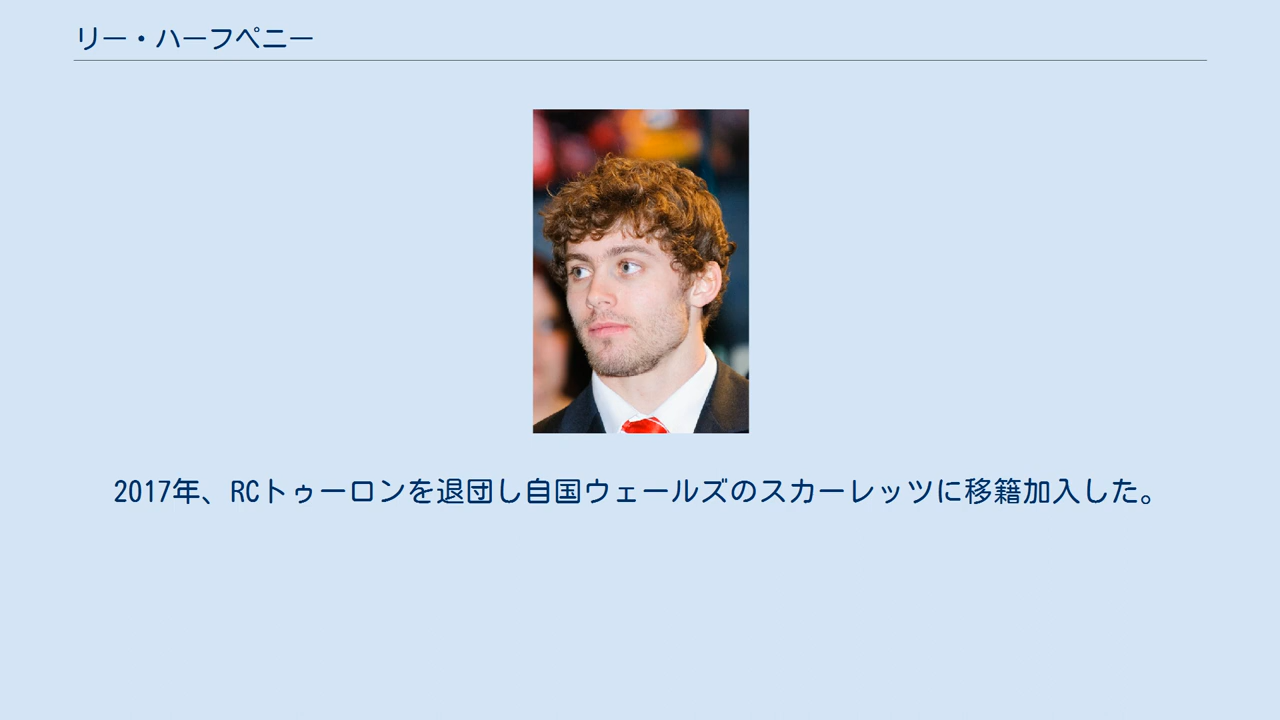 リー・ハーフペニー
2017年、RCトゥーロンを退団し自国ウェールズのスカーレッツに移籍加入した。